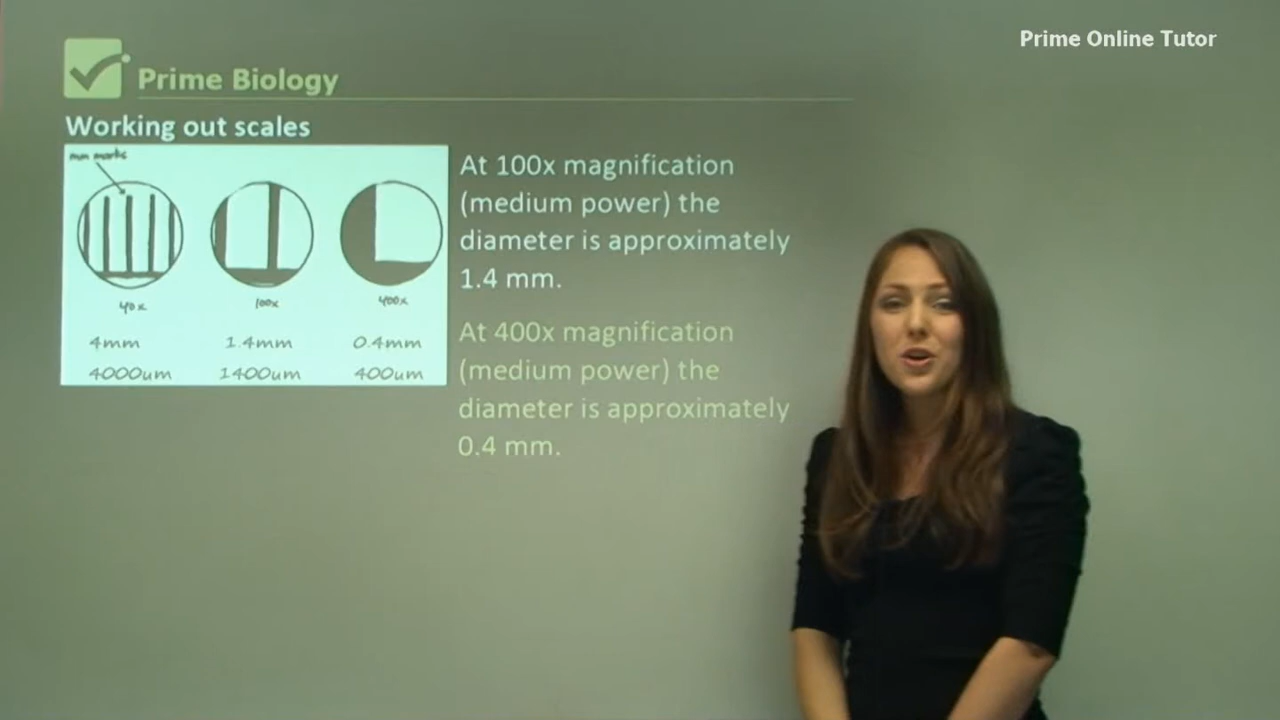 Prime Online Tutor
Prime Biology
Working out scales
mm marks
40x
100x
400x
4mm
1.4mm
0.4mm
4000um
1400um
400um
At 100x magnification
(medium power) the
diameter is approximately
1.4 mm.
At 400x magnification
(medium power) the
diameter is approximately
0.4 mm.